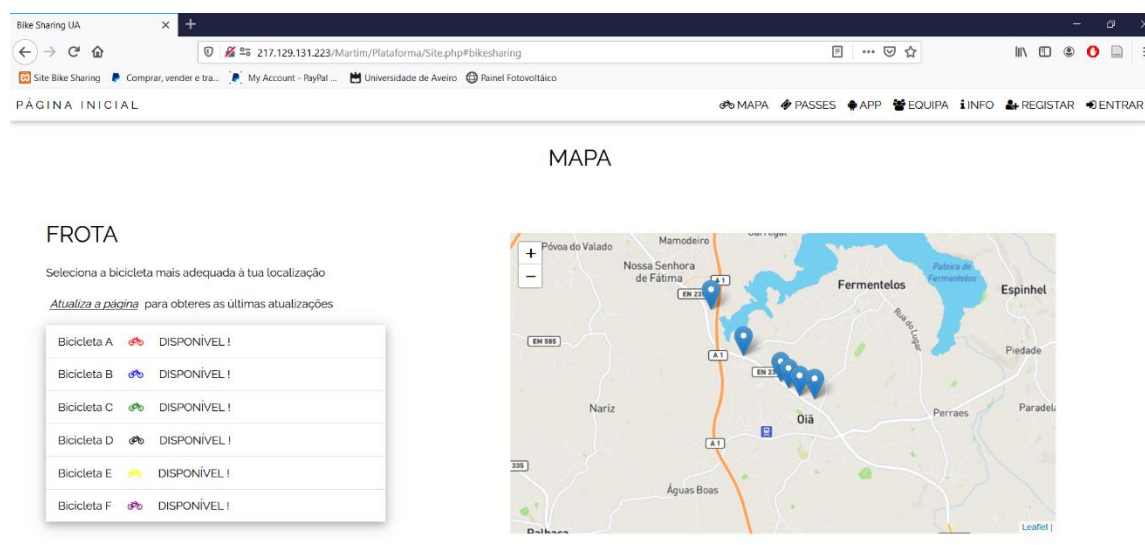 Bike Sharing UA
217.129.131.223/Martim/Plataforma/Site.php#bikesharing
Site Bike Sharing Comprar, vender e tra... My Account - PayPal ... Universidade de Aveiro Painel Fotovoltáico
PÁGINA INICIAL MAPA PASSES APP EQUIPA INFO REGISTAR ENTRAR
MAPA
FROTA
Seleciona a bicicleta mais adequada à tua localização
Atualiza a página para obteres as últimas atualizações
Bicicleta A DISPONÍVEL !
Bicicleta B DISPONÍVEL !
Bicicleta C DISPONÍVEL !
Bicicleta D DISPONÍVEL !
Bicicleta E DISPONÍVEL !
Bicicleta F DISPONÍVEL !
+
−
Póvoa do Valado
Mamodeiro
Nossa Senhora
de Fátima
A 1
EN 23
Fermentelos
Pateira de
Fermentelos
Espinhel
Rua do Lugar
EM 585
A 1
EN 23
Piedade
Nariz
Oiã
Perraes
Paradela
A 1
335
Águas Boas
Palhaça
Leaflet |